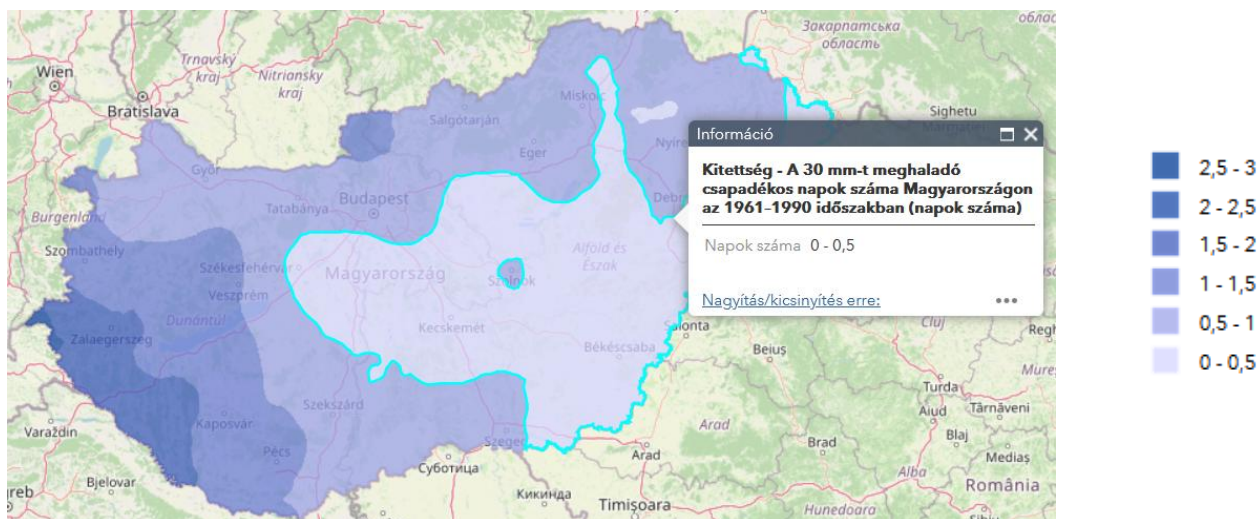 Закарпатська
область
Trnavský
kraj
Nitriansky
kraj
Wien
Bratislava
Miskolc
Salgótarján
Sighetu
Marmației
Eger
Győr
Budapest
Tatabánya
Burgenland
Szombathely
Székesfehérvár
Veszprém
Magyarország
Alföld és
Észak
Szolnok
Dunántúl
Zalaegerszeg
Kecskemét
Békéscsaba
Salonta
Cluj
Beiuș
Szekszárd
Kaposvár
Turda
Aiud
Târnăveni
Varaždin
Pécs
Szeged
Arad
Arad
Brad
Blaj
Mediaș
Суботица
Alba
România
Bjelovar
Кикинда
Timișoara
Hunedoara
Információ
Kitettség - A 30 mm-t meghaladó
csapadékos napok száma Magyarországon
az 1961-1990 időszakban (napok száma)
Napok száma 0 - 0,5
Nagyítás/kicsinyítés erre:
2,5 - 3
2 - 2,5
1,5 - 2
1 - 1,5
0,5 - 1
0 - 0,5